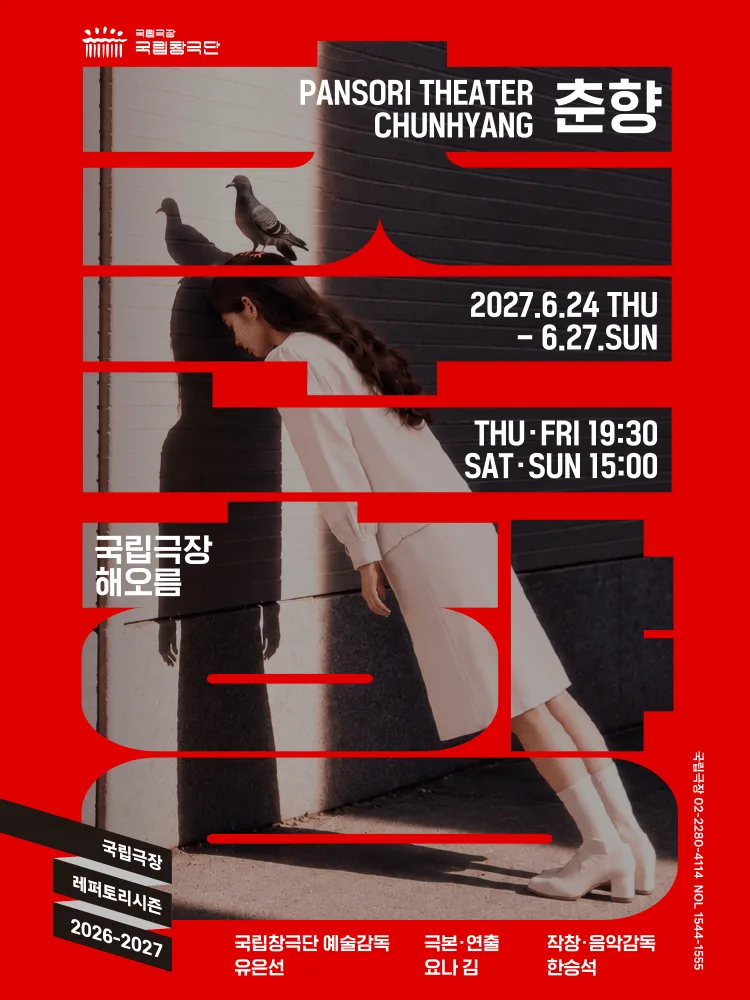 국립극장
국립창극단
PANSORI THEATER
CHUNHYANG
춘향
2027.6.24 THU
- 6.27.SUN
THU·FRI 19:30
SAT·SUN 15:00
국립극장
해오름
춘향
국립극장 02-2280-4114 NOL 1544-1555
국립극장
레퍼토리시즌
2026-2027
국립창극단 예술감독
유은선
극본·연출
요나 김
작창·음악감독
한승석